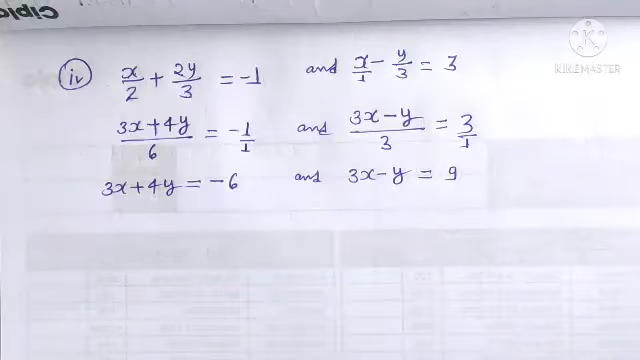 Cipla
KINEMASTER
(iv) x/2 + 2y/3 = -1 and x/1 - y/3 = 3
3x+4y/6 = -1/1 and 3x-y/3 = 3/1
3x+4y = -6 and 3x-y = 9